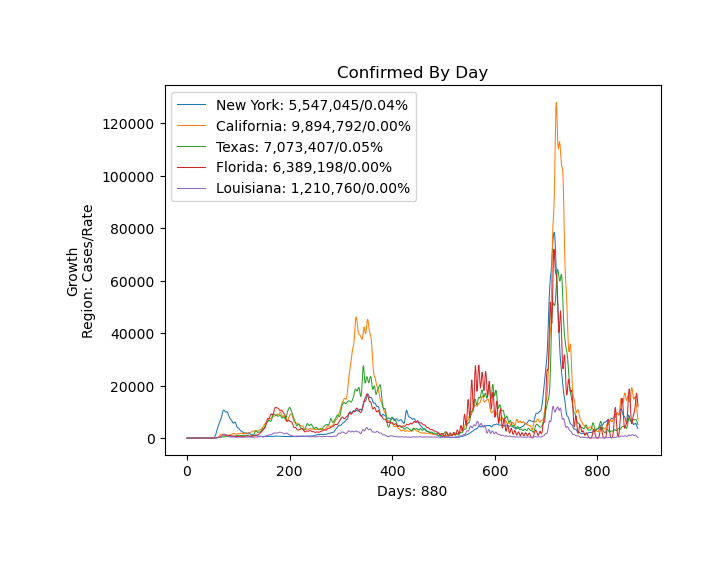 Confirmed By Day
New York: 5,547,045/0.04%
California: 9,894,792/0.00%
Texas: 7,073,407/0.05%
Florida: 6,389,198/0.00%
Louisiana: 1,210,760/0.00%
120000
100000
80000
60000
40000
20000
0
Growth
Region: Cases/Rate
0 200 400 600 800
Days: 880